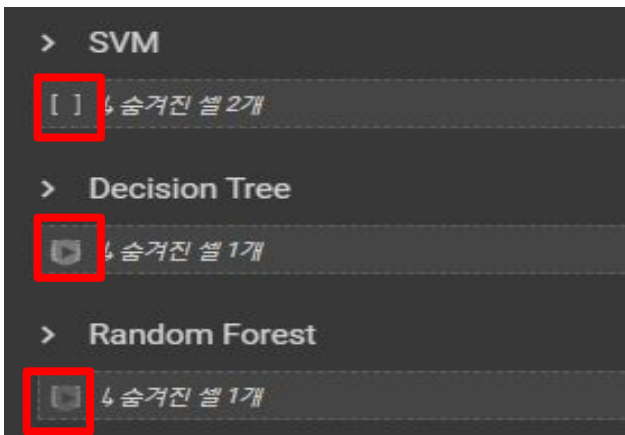 > SVM
[ ] ↳ 숨겨진 셀 2개
> Decision Tree
↳ 숨겨진 셀 1개
> Random Forest
↳ 숨겨진 셀 1개